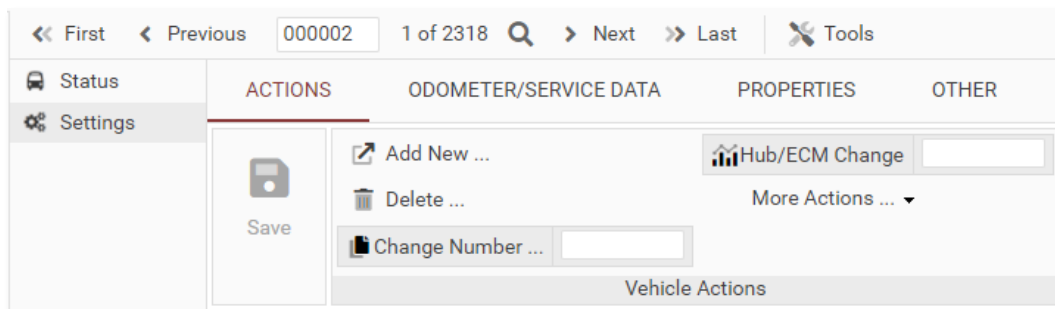 First Previous 000002 1 of 2318 Next Last Tools
Status
Settings
ACTIONS ODOMETER/SERVICE DATA PROPERTIES OTHER
Save
Add New ...
Delete ...
Change Number ...
Hub/ECM Change
More Actions ...
Vehicle Actions